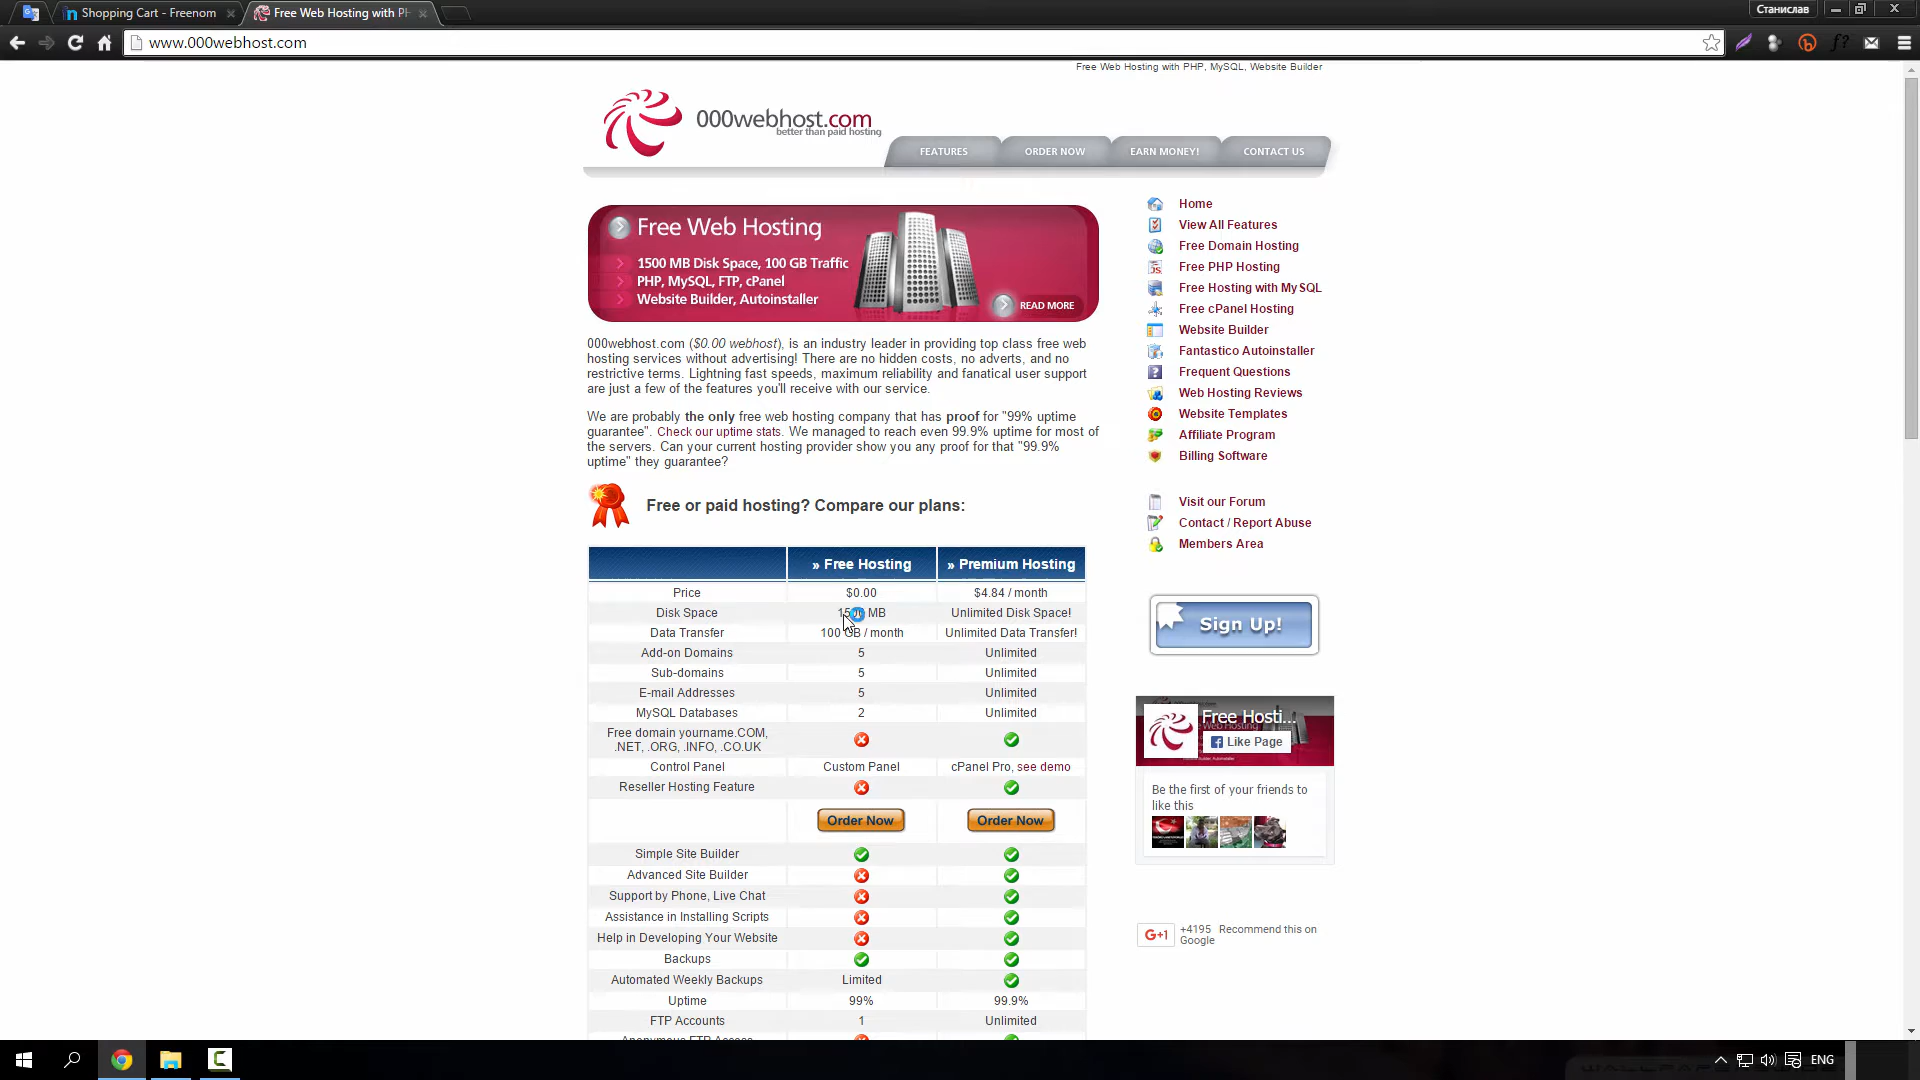 Shopping Cart - Freenom
Free Web Hosting with PH
Станислав
www.000webhost.com
f?
Free Web Hosting with PHP, MySQL, Website Builder
000webhost.com
better than paid hosting
FEATURES
ORDER NOW
EARN MONEY!
CONTACT US
Free Web Hosting
1500 MB Disk Space, 100 GB Traffic
PHP, MySQL, FTP, cPanel
Website Builder, Autoinstaller
READ MORE
000webhost.com ($0.00 webhost), is an industry leader in providing top class free web
hosting services without advertising! There are no hidden costs, no adverts, and no
restrictive terms. Lightning fast speeds, maximum reliability and fanatical user support
are just a few of the features you'll receive with our service.
We are probably the only free web hosting company that has proof for "99% uptime
guarantee". Check our uptime stats. We managed to reach even 99.9% uptime for most of
the servers. Can your current hosting provider show you any proof for that "99.9%
uptime" they guarantee?
Free or paid hosting? Compare our plans:
» Free Hosting » Premium Hosting
Price $0.00 $4.84 / month
Disk Space 1500 MB Unlimited Disk Space!
Data Transfer 100 GB / month Unlimited Data Transfer!
Add-on Domains 5 Unlimited
Sub-domains 5 Unlimited
E-mail Addresses 5 Unlimited
MySQL Databases 2 Unlimited
Free domain yourname.COM,
.NET, .ORG, .INFO, .CO.UK
Control Panel Custom Panel cPanel Pro, see demo
Reseller Hosting Feature
Order Now Order Now
Simple Site Builder
Advanced Site Builder
Support by Phone, Live Chat
Assistance in Installing Scripts
Help in Developing Your Website
Backups
Automated Weekly Backups Limited
Uptime 99% 99.9%
FTP Accounts 1 Unlimited
Home
View All Features
Free Domain Hosting
Free PHP Hosting
Free Hosting with MySQL
Free cPanel Hosting
Website Builder
Fantastico Autoinstaller
Frequent Questions
Web Hosting Reviews
Website Templates
Affiliate Program
Billing Software
Visit our Forum
Contact / Report Abuse
Members Area
Sign Up!
Free Hosti...
Like Page
Be the first of your friends to
like this
G+1
+4195 Recommend this on
Google
ENG